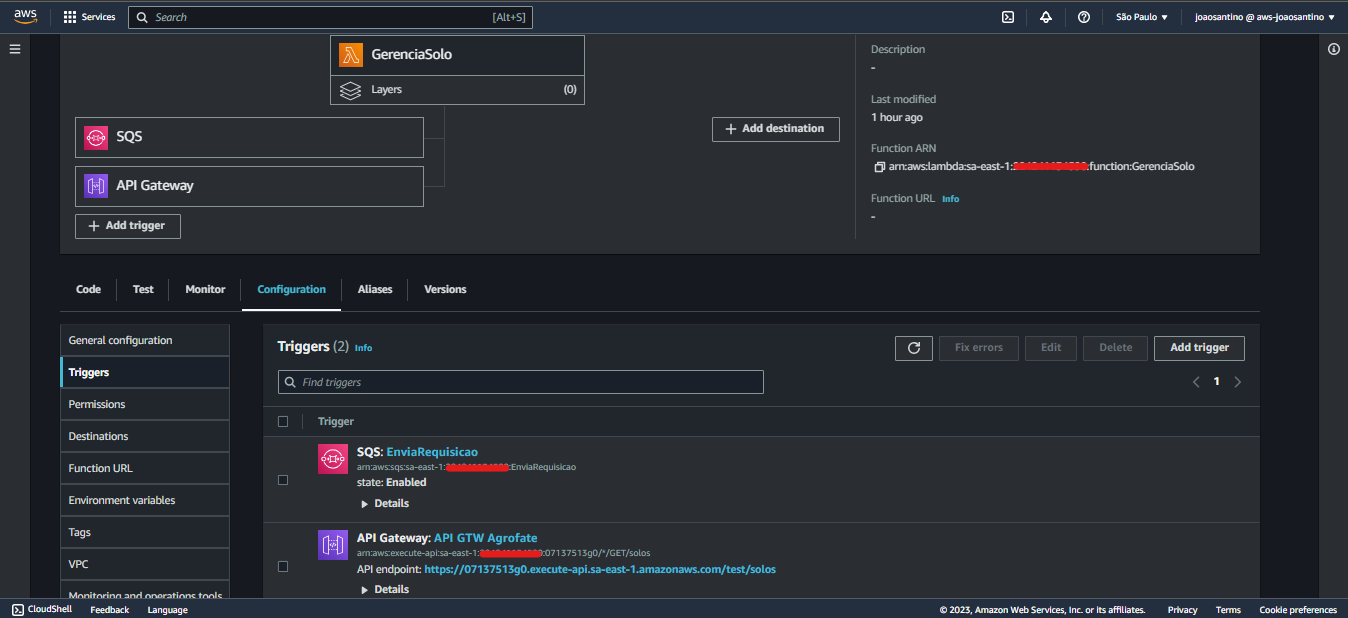 aws Services Search [Alt+S] São Paulo joaosantino @ aws-joaosantino
GerenciaSolo
Layers (0)
SQS
API Gateway
+ Add trigger
+ Add destination
Description
-
Last modified
1 hour ago
Function ARN
arn:aws:lambda:sa-east-1: :function:GerenciaSolo
Function URL Info
-
Code Test Monitor Configuration Aliases Versions
General configuration
Triggers
Permissions
Destinations
Function URL
Environment variables
Tags
VPC
Monitoring and operations tools
Triggers (2) Info
Fix errors Edit Delete Add trigger
Find triggers
1
Trigger
SQS: EnviaRequisicao
arn:aws:sqs:sa-east-1: :EnviaRequisicao
state: Enabled
Details
API Gateway: API GTW Agrofate
arn:aws:execute-api:sa-east-1: :07137513g0/*/GET/solos
API endpoint: https://07137513g0.execute-api.sa-east-1.amazonaws.com/test/solos
Details
CloudShell Feedback Language © 2023, Amazon Web Services, Inc. or its affiliates. Privacy Terms Cookie preferences